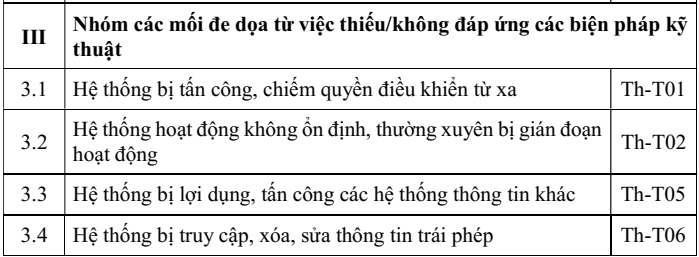 III Nhóm các mối đe dọa từ việc thiếu/không đáp ứng các biện pháp kỹ
thuật
3.1 Hệ thống bị tấn công, chiếm quyền điều khiển từ xa Th-T01
3.2 Hệ thống hoạt động không ổn định, thường xuyên bị gián đoạn
hoạt động Th-T02
3.3 Hệ thống bị lợi dụng, tấn công các hệ thống thông tin khác Th-T05
3.4 Hệ thống bị truy cập, xóa, sửa thông tin trái phép Th-T06